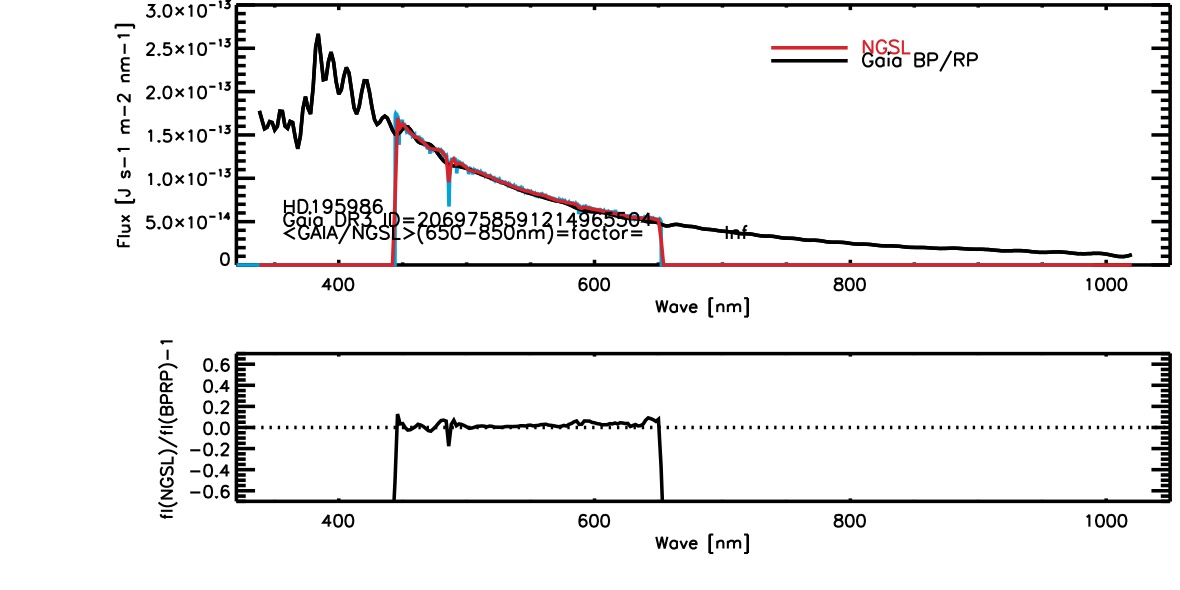 3.0×10−13
2.5×10−13
2.0×10−13
1.5×10−13
1.0×10−13
5.0×10−14
0
Flux [J s−1 m−2 nm−1]
NGSL
Gaia BP/RP
HD195986
Gaia DR3 ID=2069758591214965504
<GAIA/NGSL>(650−850nm)=factor= Inf
400 600 800 1000
Wave [nm]
0.6
0.4
0.2
0.0
−0.2
−0.4
−0.6
fl(NGSL)/fl(BPRP)−1
400 600 800 1000
Wave [nm]